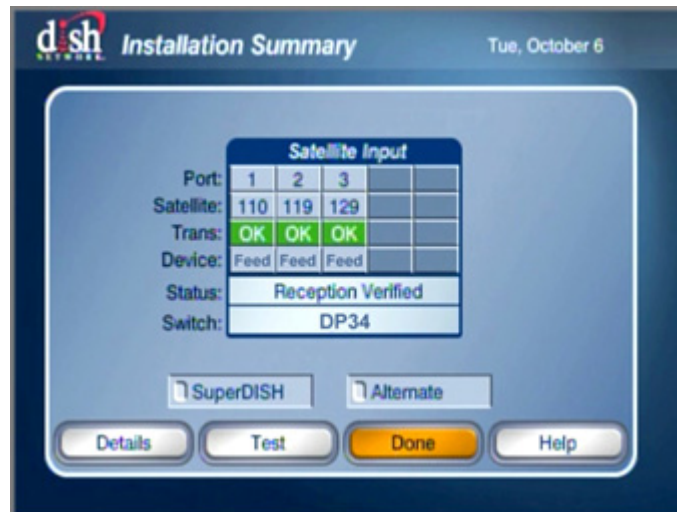 dish
NETWORK
Installation Summary
Tue, October 6
Satellite Input
Port: 1 2 3
Satellite: 110 119 129
Trans: OK OK OK
Device: Feed Feed Feed
Status: Reception Verified
Switch: DP34
SuperDISH Alternate
Details Test Done Help